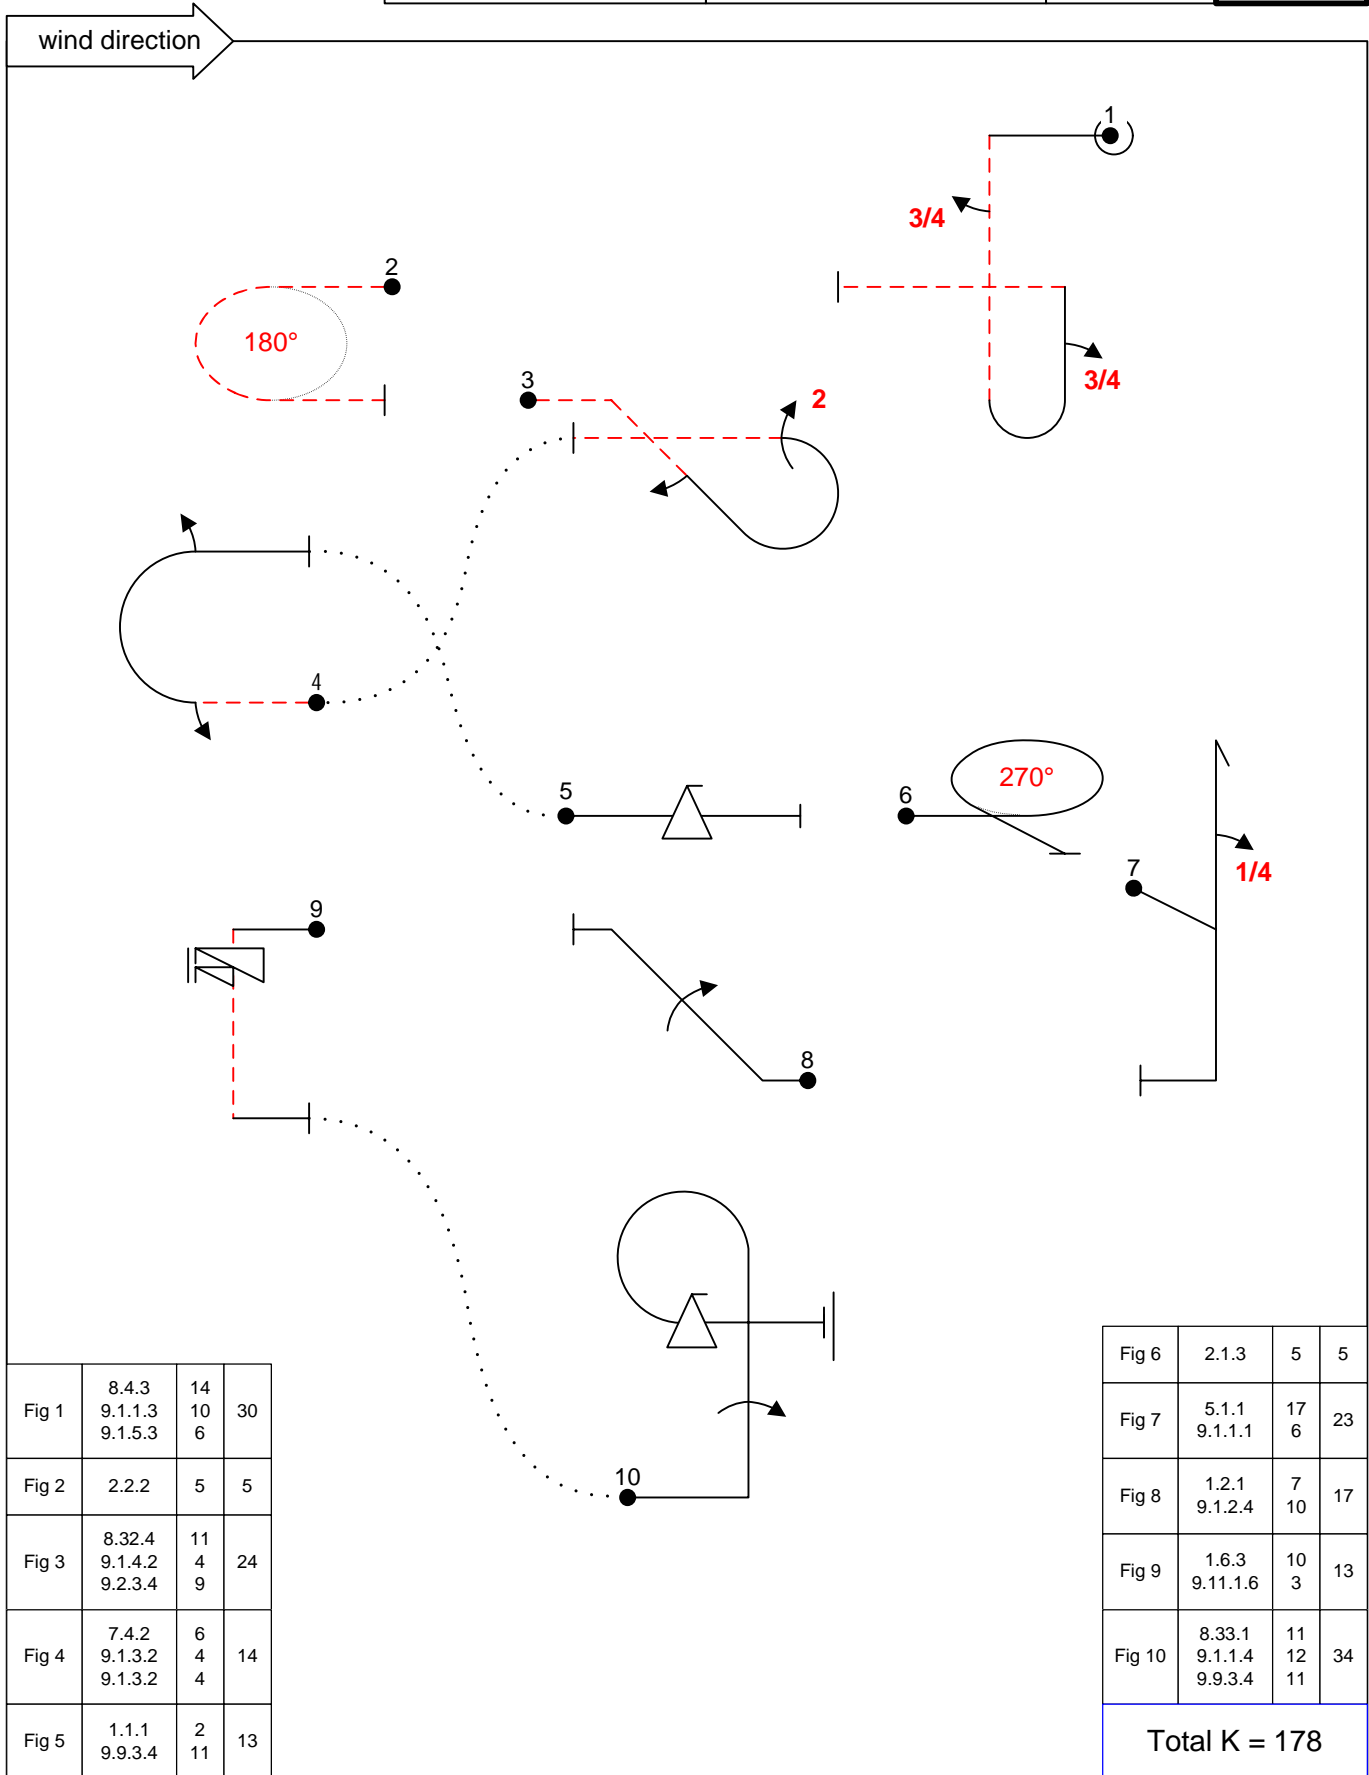 wind direction
1
3/4
3/4
2
180°
3
2
4
5
6
270°
7
1/4
8
9
10
Fig 1 8.4.3 14 30
9.1.1.3 10
9.1.5.3 6
Fig 2 2.2.2 5 5
Fig 3 8.32.4 11 24
9.1.4.2 4
9.2.3.4 9
Fig 4 7.4.2 6 14
9.1.3.2 4
9.1.3.2 4
Fig 5 1.1.1 2 13
9.9.3.4 11
Fig 6 2.1.3 5 5
Fig 7 5.1.1 17 23
9.1.1.1 6
Fig 8 1.2.1 7 17
9.1.2.4 10
Fig 9 1.6.3 10 13
9.11.1.6 3
Fig 10 8.33.1 11 34
9.1.1.4 12
9.9.3.4 11
Total K = 178